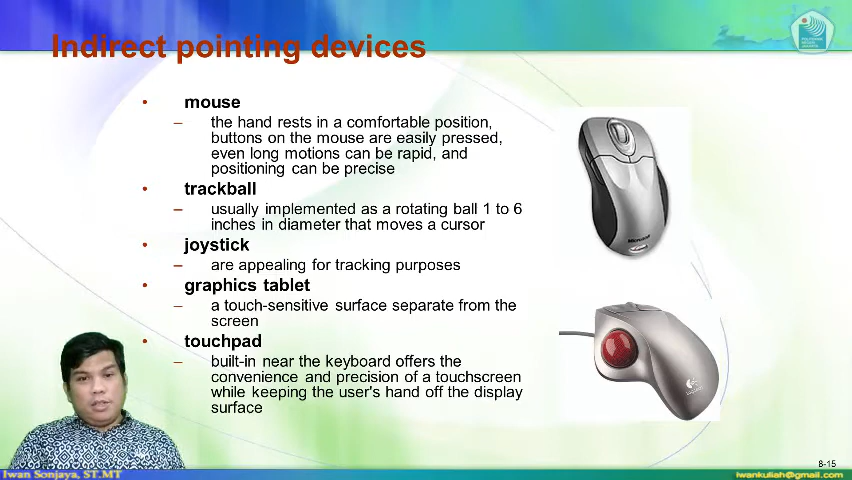 Indirect pointing devices
• mouse
– the hand rests in a comfortable position,
buttons on the mouse are easily pressed,
even long motions can be rapid, and
positioning can be precise
• trackball
– usually implemented as a rotating ball 1 to 6
inches in diameter that moves a cursor
• joystick
– are appealing for tracking purposes
• graphics tablet
– a touch-sensitive surface separate from the
screen
• touchpad
– built-in near the keyboard offers the
convenience and precision of a touchscreen
while keeping the user's hand off the display
surface
Microsoft
8-15
Iwan Sonjaya, ST.MT
iwankuliah@gmail.com